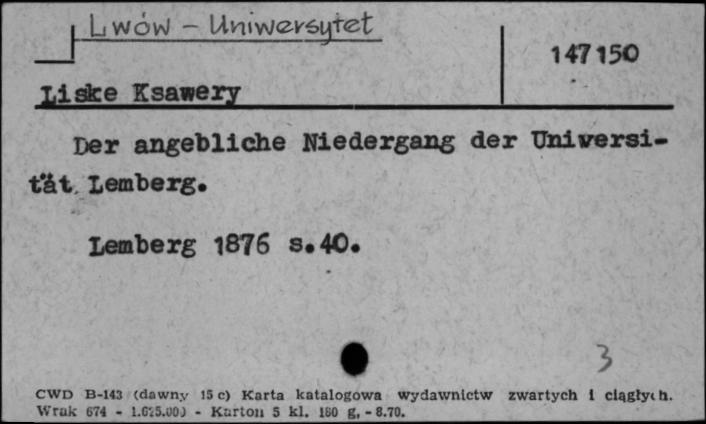 Lwów - Uniwersytet
147150
Liske Ksawery
Der angebliche Niedergang der Universi-
tät Lemberg.
Lemberg 1876 s.40.
3
CWD B-143 (dawny 15 c) Karta katalogowa wydawnictw zwartych i ciągłych.
Wrak 674 - 1.625.000 - Karton 5 kl. 180 g, - 8.70.